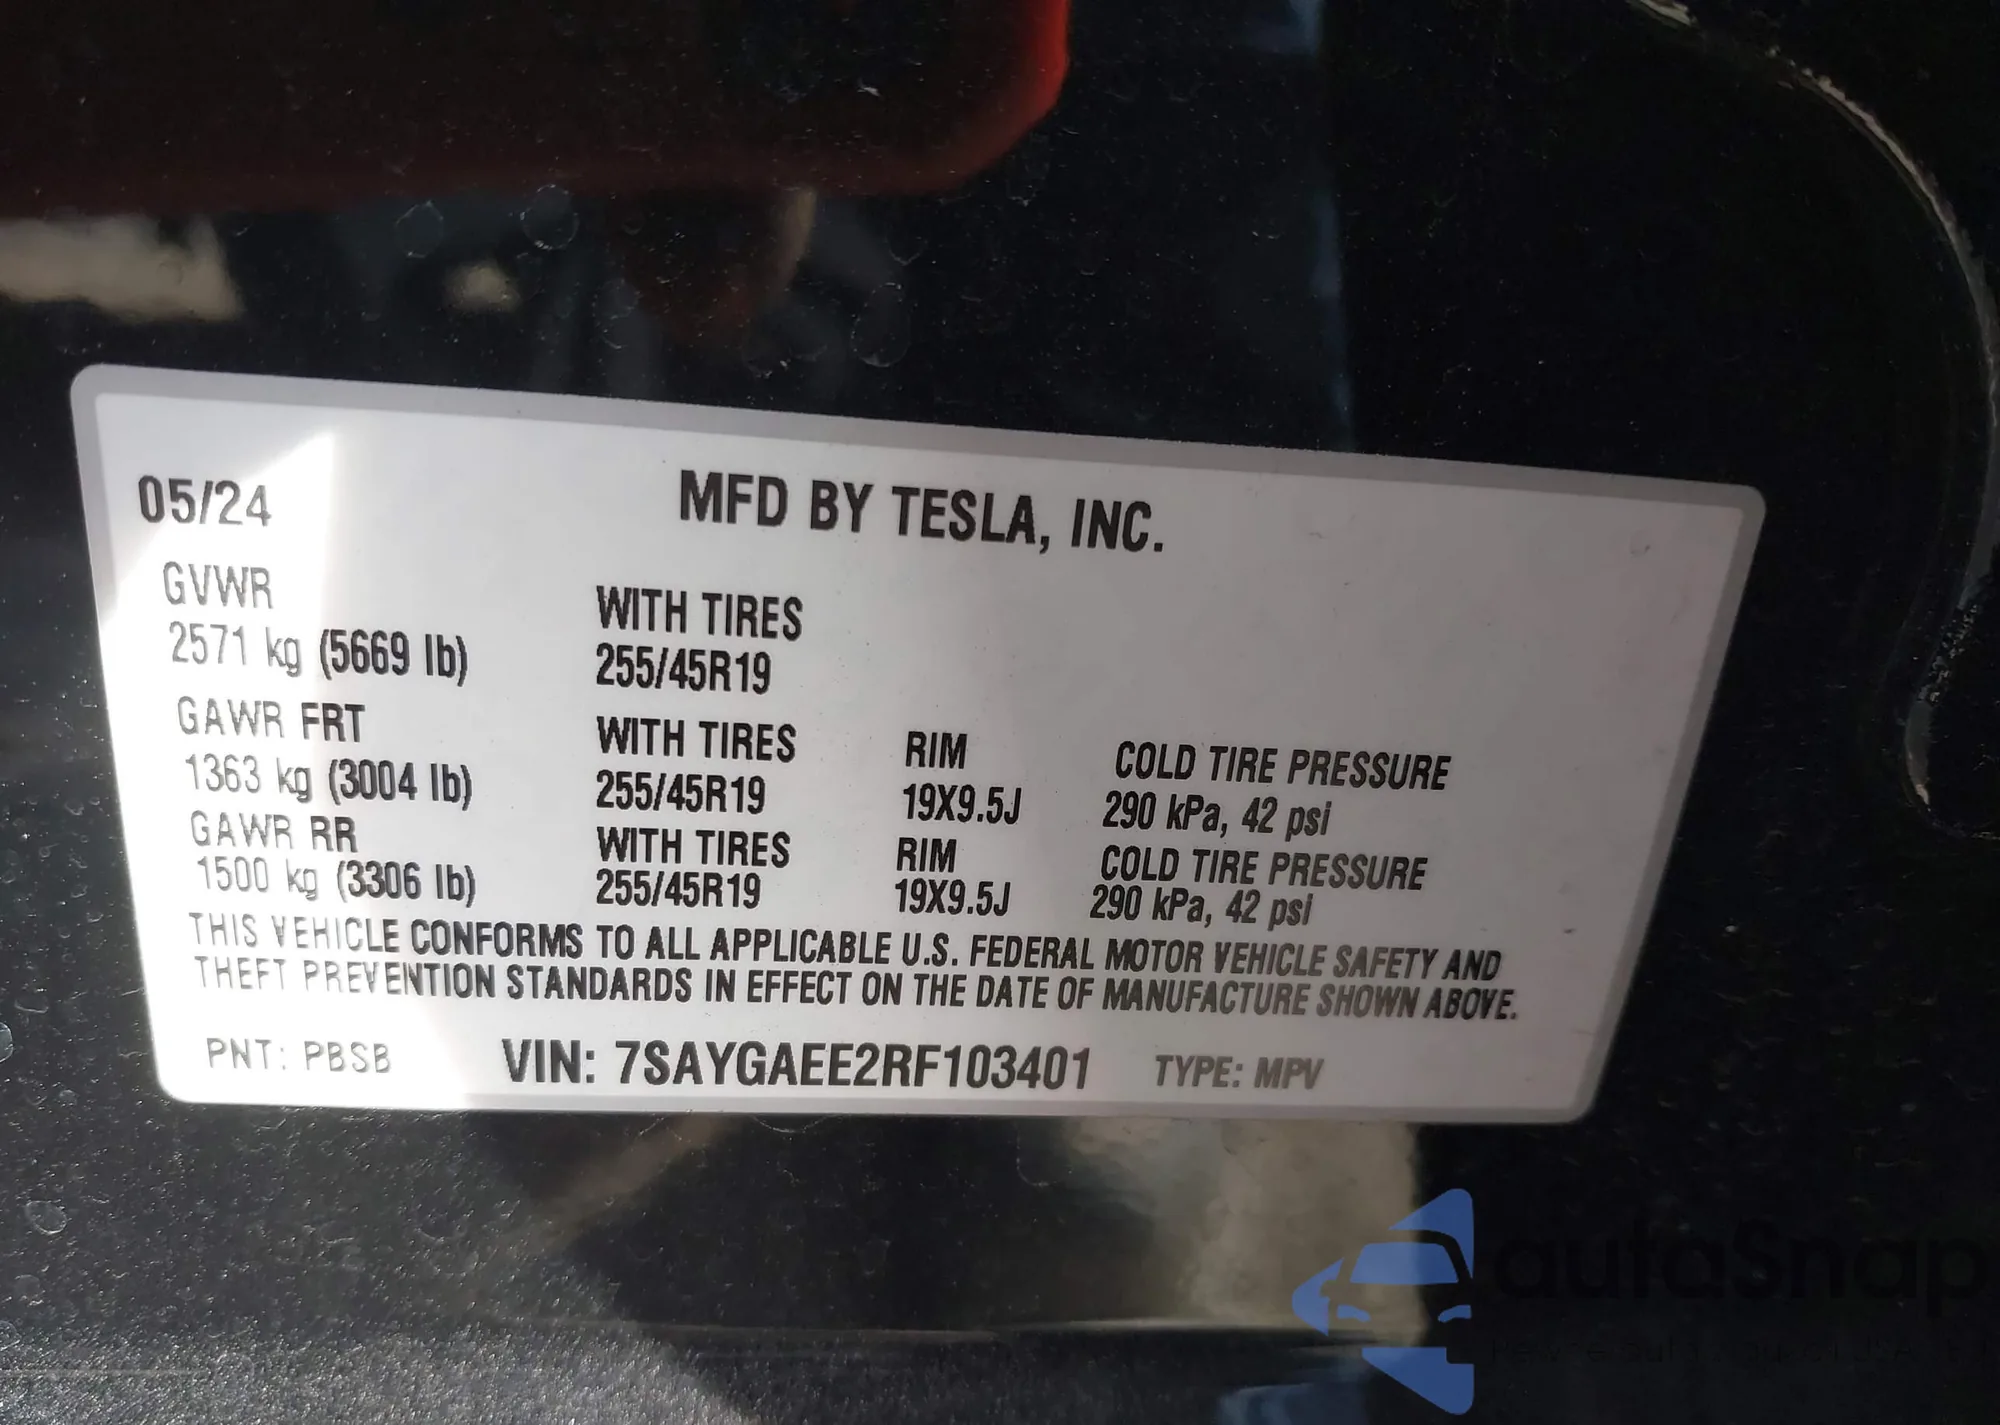 05/24 MFD BY TESLA, INC.
GVWR WITH TIRES
2571 kg (5669 lb) 255/45R19
GAWR FRT WITH TIRES RIM COLD TIRE PRESSURE
1363 kg (3004 lb) 255/45R19 19X9.5J 290 kPa, 42 psi
GAWR RR WITH TIRES RIM COLD TIRE PRESSURE
1500 kg (3306 lb) 255/45R19 19X9.5J 290 kPa, 42 psi
THIS VEHICLE CONFORMS TO ALL APPLICABLE U.S. FEDERAL MOTOR VEHICLE SAFETY AND
THEFT PREVENTION STANDARDS IN EFFECT ON THE DATE OF MANUFACTURE SHOWN ABOVE.
PNT: PBSB VIN: 7SAYGAEE2RF103401 TYPE: MPV
autaSnap